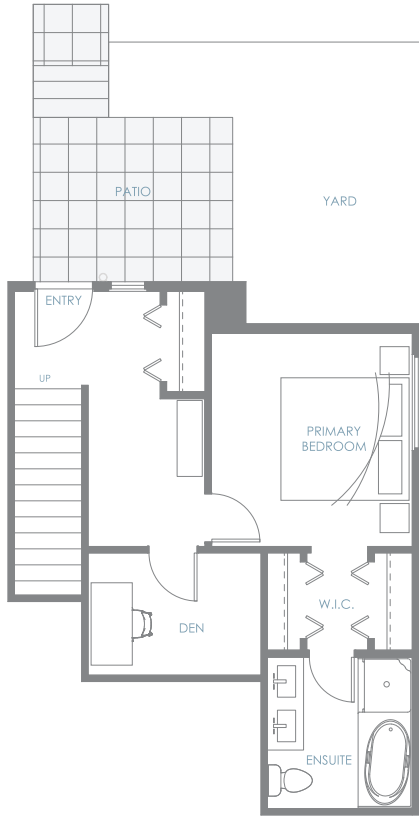 PATIO
YARD
ENTRY
UP
PRIMARY
BEDROOM
W.I.C.
DEN
ENSUITE